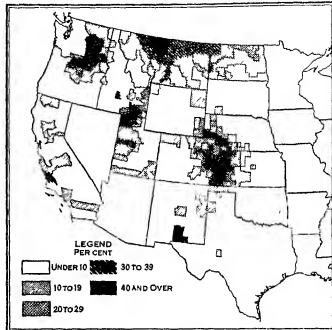 LEGEND
PER CENT
UNDER 10
30 TO 39
10 TO 19
40 AND OVER
20 TO 29